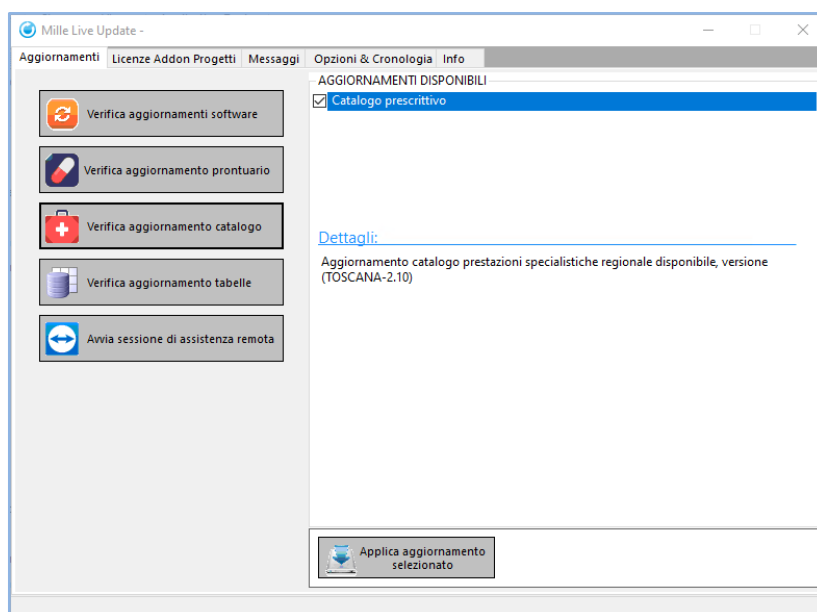 Mille Live Update -
Aggiornamenti Licenze Addon Progetti Messaggi Opzioni & Cronologia Info
Verifica aggiornamenti software
Verifica aggiornamento prontuario
Verifica aggiornamento catalogo
Verifica aggiornamento tabelle
Avvia sessione di assistenza remota
AGGIORNAMENTI DISPONIBILI
Catalogo prescrittivo
Dettagli:
Aggiornamento catalogo prestazioni specialistiche regionale disponibile, versione
(TOSCANA-2.10)
Applica aggiornamento
selezionato